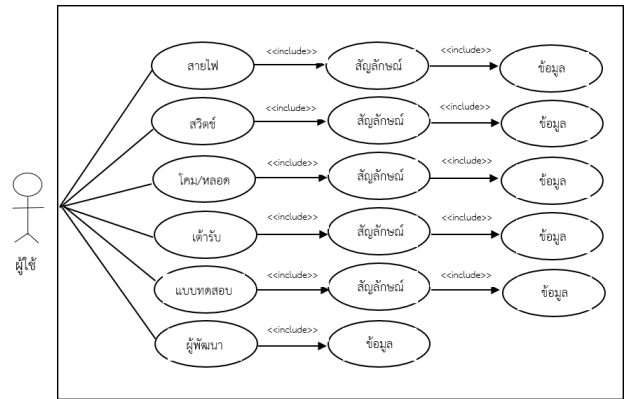 สายไฟ <<include>> สัญลักษณ์ <<include>> ข้อมูล
สวิตช์ <<include>> สัญลักษณ์ <<include>> ข้อมูล
โคม/หลอด <<include>> สัญลักษณ์ <<include>> ข้อมูล
เต้ารับ <<include>> สัญลักษณ์ <<include>> ข้อมูล
ผู้ใช้
แบบทดสอบ <<include>> สัญลักษณ์ <<include>> ข้อมูล
ผู้พัฒนา <<include>> ข้อมูล